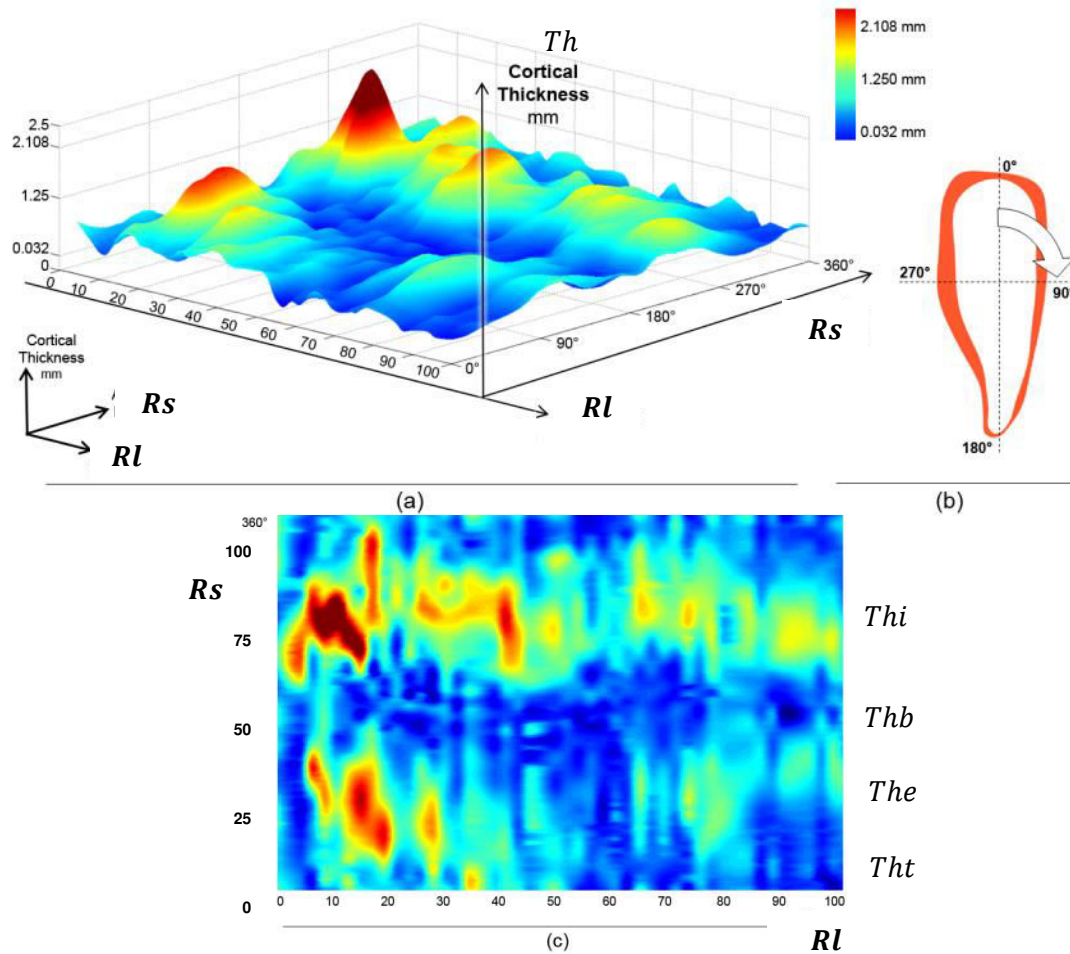 Th
Cortical
Thickness
mm
2.5
2.108
1.25
0.032
0
0 10 20 30 40 50 60 70 80 90 100
0° 90° 180° 270° 360°
Rs
Rl
Cortical
Thickness
mm
Rs
Rl
(a)
2.108 mm
1.250 mm
0.032 mm
0°
270°
90°
180°
(b)
360°
100
Rs
75
50
25
0
Thi
Thb
The
Tht
0 10 20 30 40 50 60 70 80 90 100
(c)
Rl